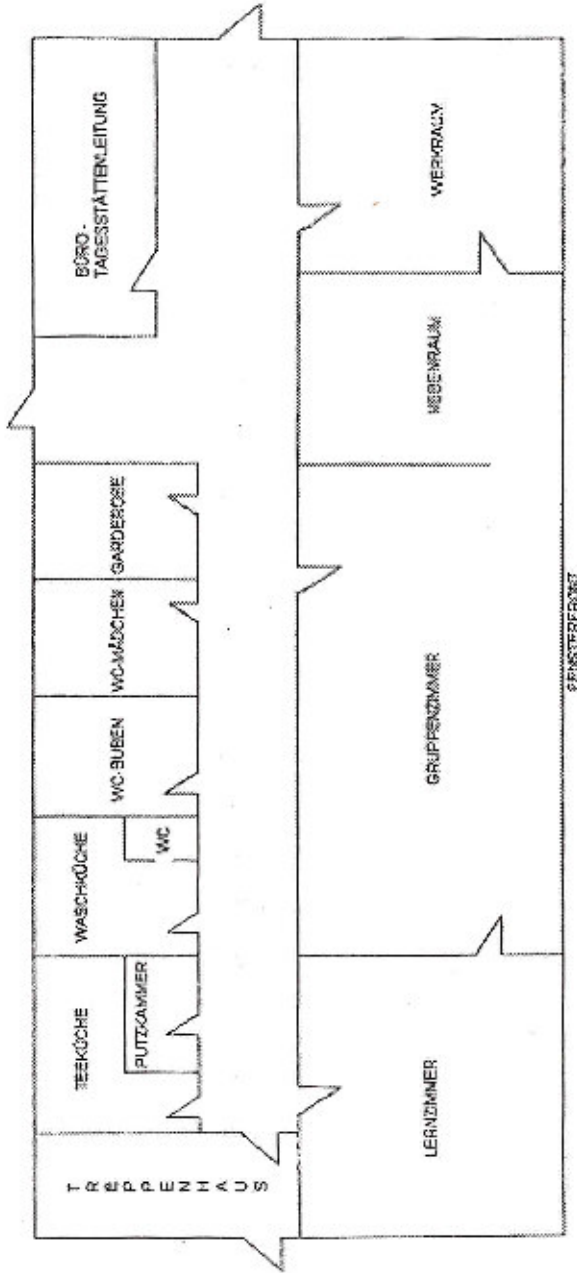 BÜRO -
TAGESSTÄTTENLEITUNG
GARDEROBE
WC-MÄDCHEN
WC-BUBEN
WASCHKÜCHE
WC
TEEKÜCHE
PUTZKAMMER
TRePPENHAUS
WERKRAUM
NEBENRAUM
GRUPPENZIMMER
LERNZIMMER
FENSTERFRONT